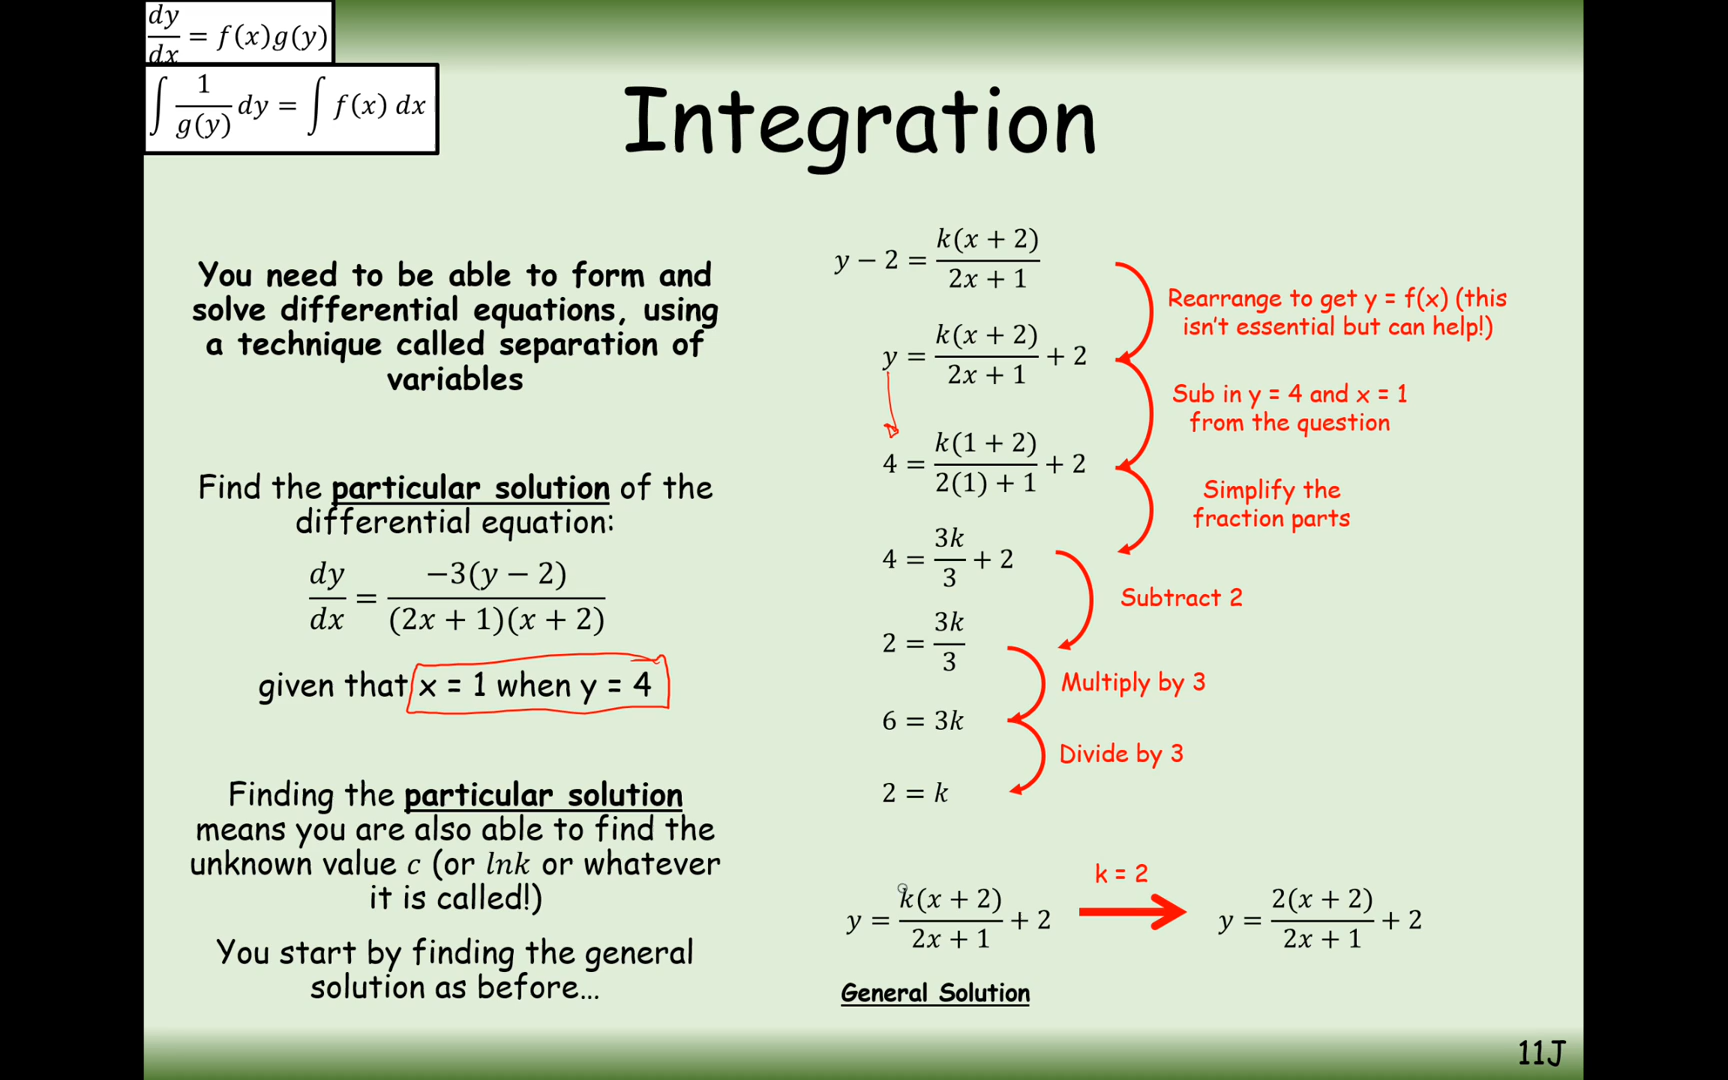 dy/dx = f(x)g(y)
∫ 1/g(y) dy = ∫ f(x) dx
Integration
You need to be able to form and
solve differential equations, using
a technique called separation of
variables
Find the particular solution of the
differential equation:
dy/dx = −3(y − 2)/(2x + 1)(x + 2)
given that x = 1 when y = 4
Finding the particular solution
means you are also able to find the
unknown value c (or lnk or whatever
it is called!)
You start by finding the general
solution as before…
y − 2 = k(x + 2)/2x + 1
Rearrange to get y = f(x) (this
isn't essential but can help!)
y = k(x + 2)/2x + 1 + 2
Sub in y = 4 and x = 1
from the question
4 = k(1 + 2)/2(1) + 1 + 2
Simplify the
fraction parts
4 = 3k/3 + 2
Subtract 2
2 = 3k/3
Multiply by 3
6 = 3k
Divide by 3
2 = k
y = k(x + 2)/2x + 1 + 2
k = 2
y = 2(x + 2)/2x + 1 + 2
General Solution
11J